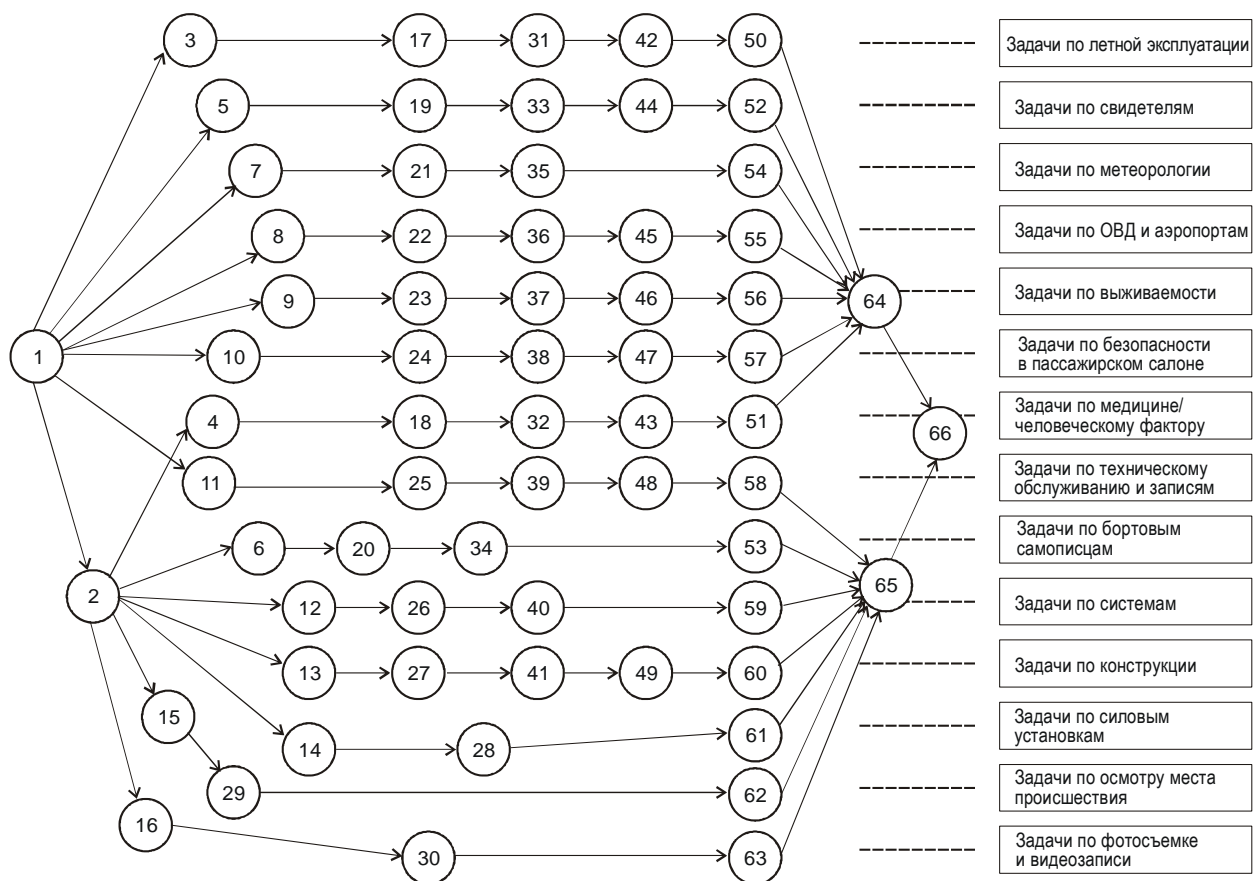 3 17 31 42 50 Задачи по летной эксплуатации
5 19 33 44 52 Задачи по свидетелям
7 21 35 54 Задачи по метеорологии
8 22 36 45 55 Задачи по ОВД и аэропортам
9 23 37 46 56 64 Задачи по выживаемости
1 10 24 38 47 57 Задачи по безопасности
в пассажирском салоне
4 18 32 43 51 66 Задачи по медицине/
человеческому фактору
11 25 39 48 58 Задачи по техническому
обслуживанию и записям
6 20 34 53 Задачи по бортовым
самописцам
2 12 26 40 59 65 Задачи по системам
13 27 41 49 60 Задачи по конструкции
15 14 28 61 Задачи по силовым
установкам
29 62 Задачи по осмотру места
происшествия
16 30 63 Задачи по фотосъемке
и видеозаписи